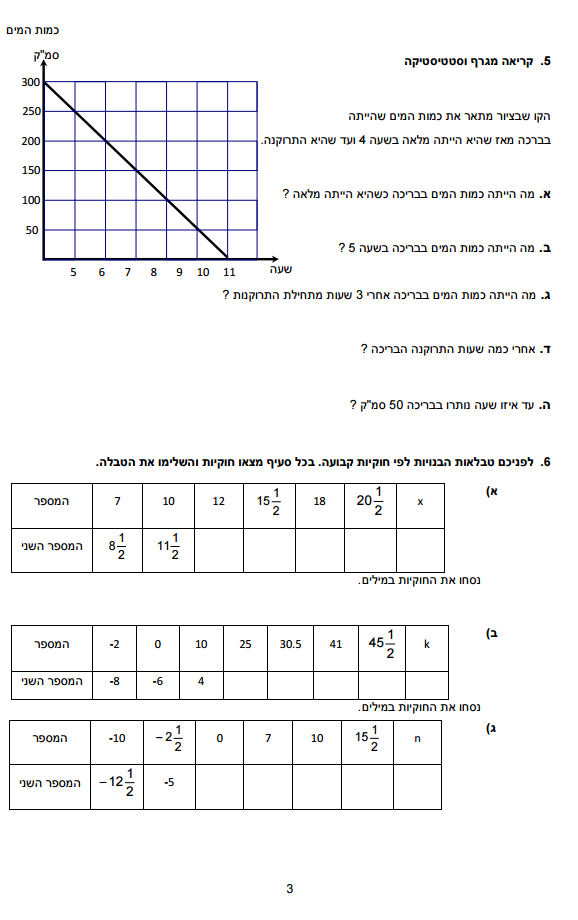 כמות המים
סמ"ק
5. קריאה מגרף וסטטיסטיקה
הקו שבציור מתאר את כמות המים שהייתה
בברכה מאז שהיא הייתה מלאה בשעה 4 ועד שהיא התרוקנה.
300
250
200
150
100
50
5 6 7 8 9 10 11
שעה
א. מה הייתה כמות המים בבריכה כשהיא הייתה מלאה ?
ב. מה הייתה כמות המים בבריכה בשעה 5 ?
ג. מה הייתה כמות המים בבריכה אחרי 3 שעות מתחילת התרוקנות ?
ד. אחרי כמה שעות התרוקנה הבריכה ?
ה. עד איזו שעה נותרו בבריכה 50 סמ"ק ?
6. לפניכם טבלאות הבנויות לפי חוקיות קבועה. בכל סעיף מצאו חוקיות והשלימו את הטבלה.
א)
המספר 7 10 12 15 1/2 18 20 1/2 x
המספר השני 8 1/2 11 1/2
נסחו את החוקיות במילים.
ב)
המספר -2 0 10 25 30.5 41 45 1/2 k
המספר השני -8 -6 4
נסחו את החוקיות במילים.
ג)
המספר -10 -2 1/2 0 7 10 15 1/2 n
המספר השני -12 1/2 -5
3